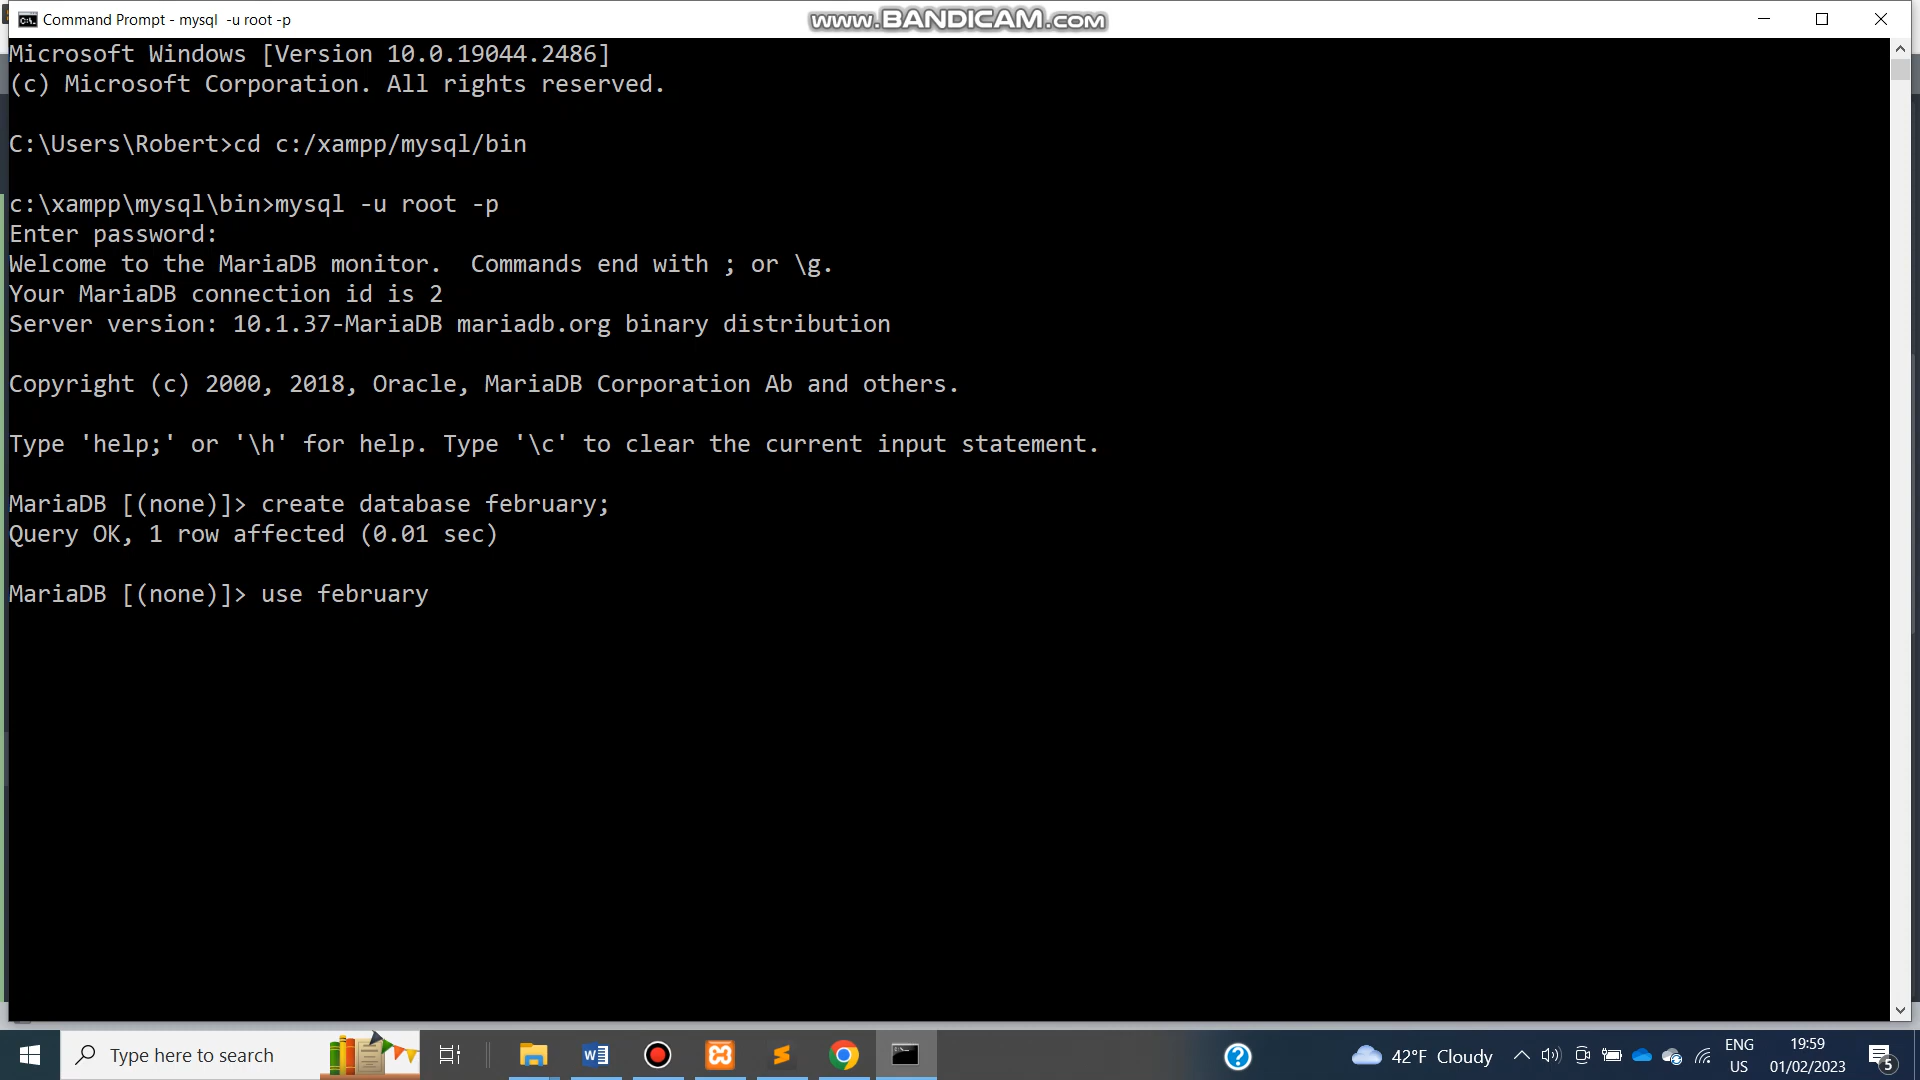 Command Prompt - mysql -u root -p
www.BANDICAM.com
Microsoft Windows [Version 10.0.19044.2486]
(c) Microsoft Corporation. All rights reserved.
C:\Users\Robert>cd c:/xampp/mysql/bin
c:\xampp\mysql\bin>mysql -u root -p
Enter password:
Welcome to the MariaDB monitor.  Commands end with ; or \g.
Your MariaDB connection id is 2
Server version: 10.1.37-MariaDB mariadb.org binary distribution
Copyright (c) 2000, 2018, Oracle, MariaDB Corporation Ab and others.
Type 'help;' or '\h' for help. Type '\c' to clear the current input statement.
MariaDB [(none)]> create database february;
Query OK, 1 row affected (0.01 sec)
MariaDB [(none)]> use february
Type here to search
42°F Cloudy
ENG
US
19:59
01/02/2023
5